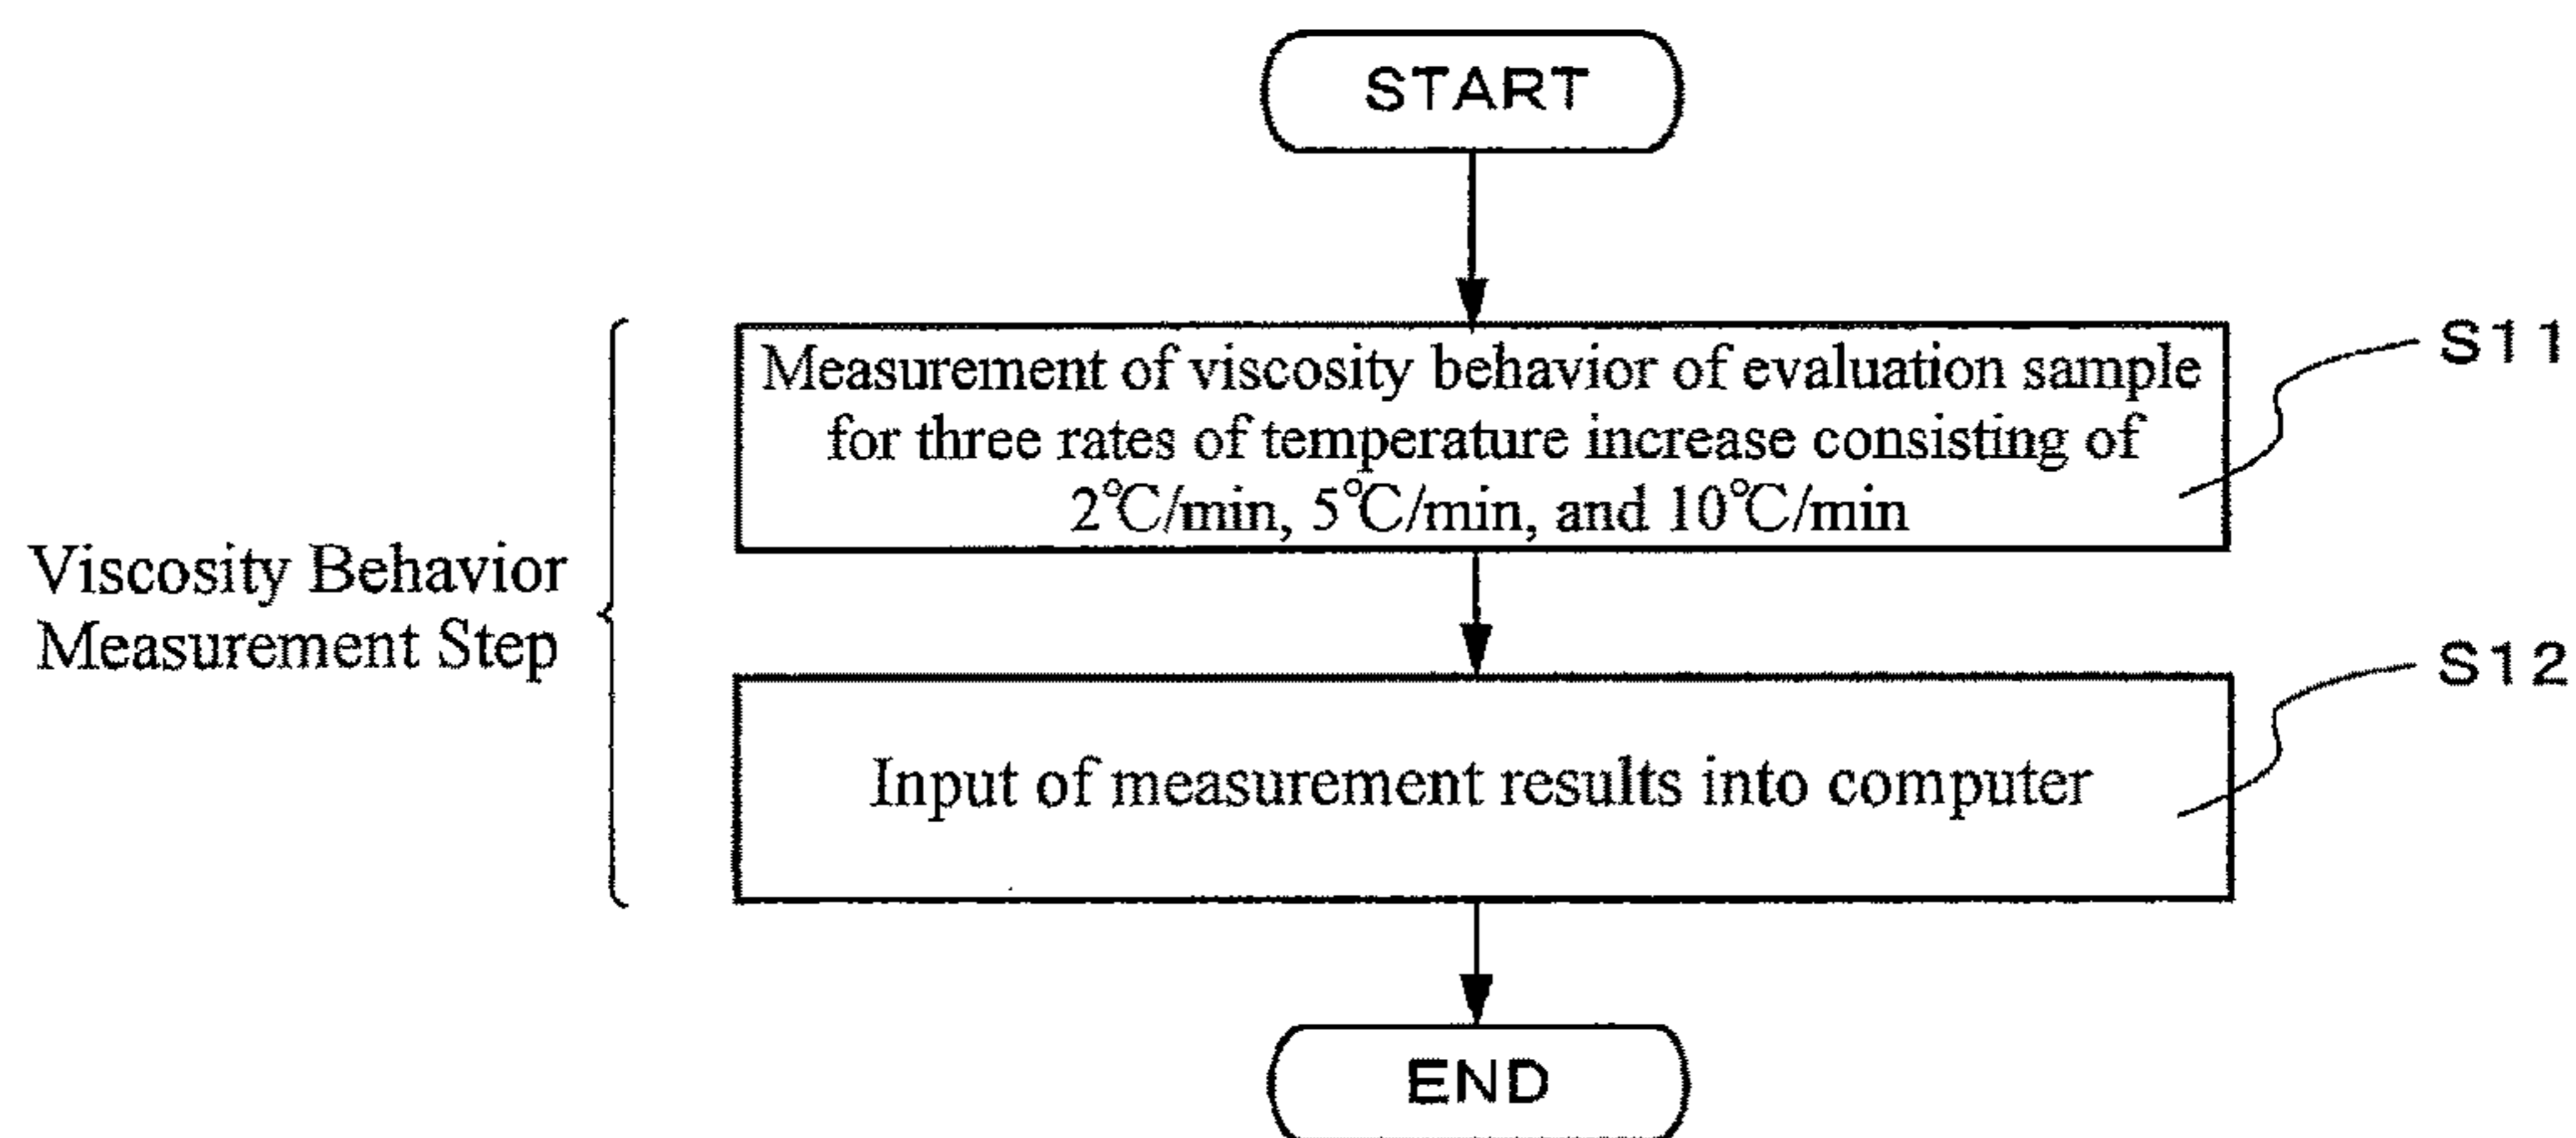 START
Measurement of viscosity behavior of evaluation sample
for three rates of temperature increase consisting of
2℃/min, 5℃/min, and 10℃/min
S11
Viscosity Behavior
Measurement Step
Input of measurement results into computer
S12
END